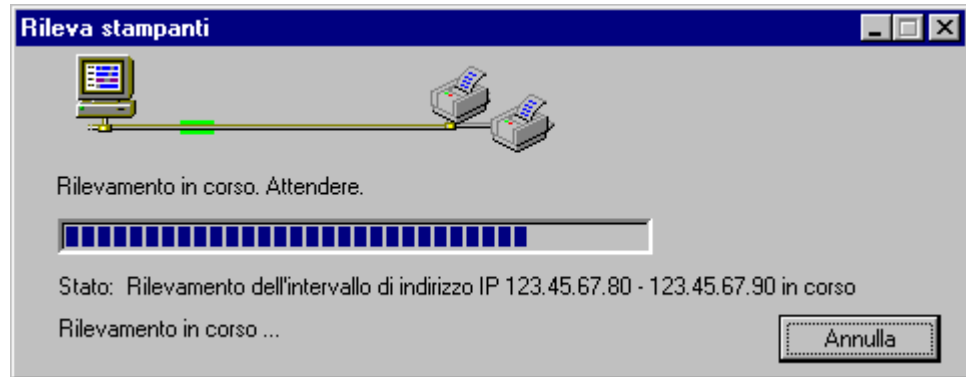 Rileva stampanti
Rilevamento in corso. Attendere.
Stato: Rilevamento dell'intervallo di indirizzo IP 123.45.67.80 - 123.45.67.90 in corso
Rilevamento in corso ...
Annulla